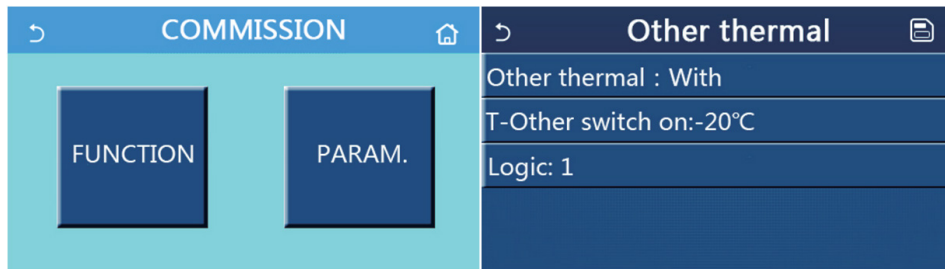 COMMISSION
FUNCTION
PARAM.
Other thermal
Other thermal : With
T-Other switch on:-20℃
Logic: 1